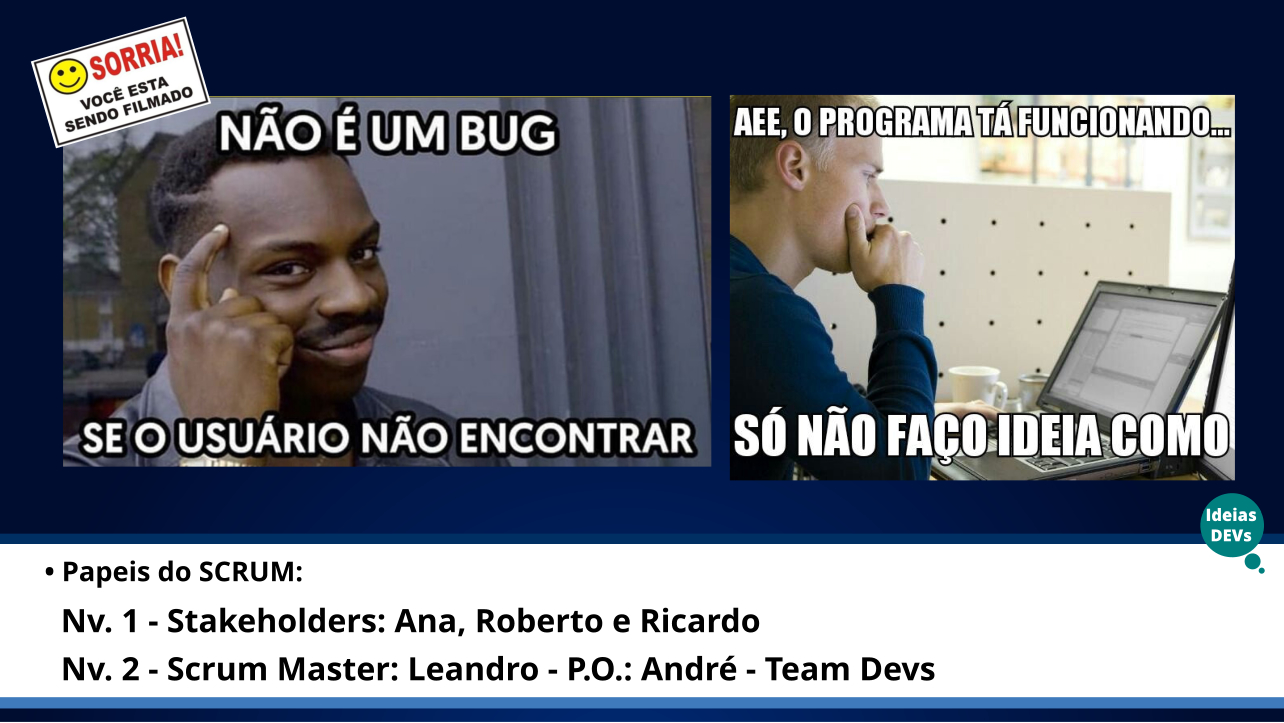 SORRIA!
VOCÊ ESTA
SENDO FILMADO
NÃO É UM BUG
SE O USUÁRIO NÃO ENCONTRAR
AEE, O PROGRAMA TÁ FUNCIONANDO...
SÓ NÃO FAÇO IDEIA COMO
Ideias
DEVs
• Papeis do SCRUM:
Nv. 1 - Stakeholders: Ana, Roberto e Ricardo
Nv. 2 - Scrum Master: Leandro - P.O.: André - Team Devs